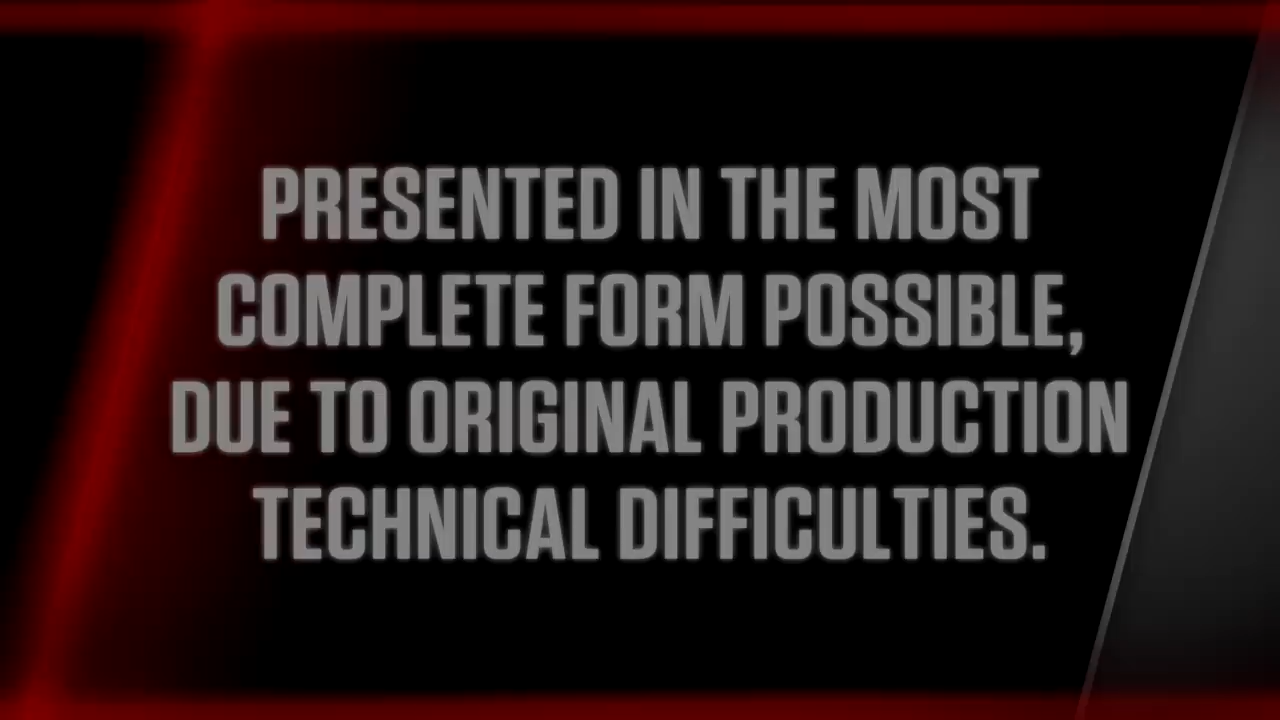 PRESENTED IN THE MOST
COMPLETE FORM POSSIBLE,
DUE TO ORIGINAL PRODUCTION
TECHNICAL DIFFICULTIES.